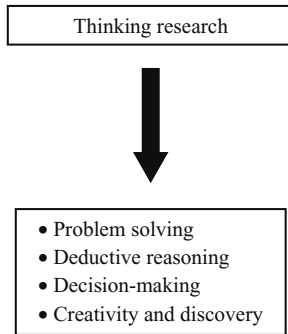 Thinking research
• Problem solving
• Deductive reasoning
• Decision-making
• Creativity and discovery